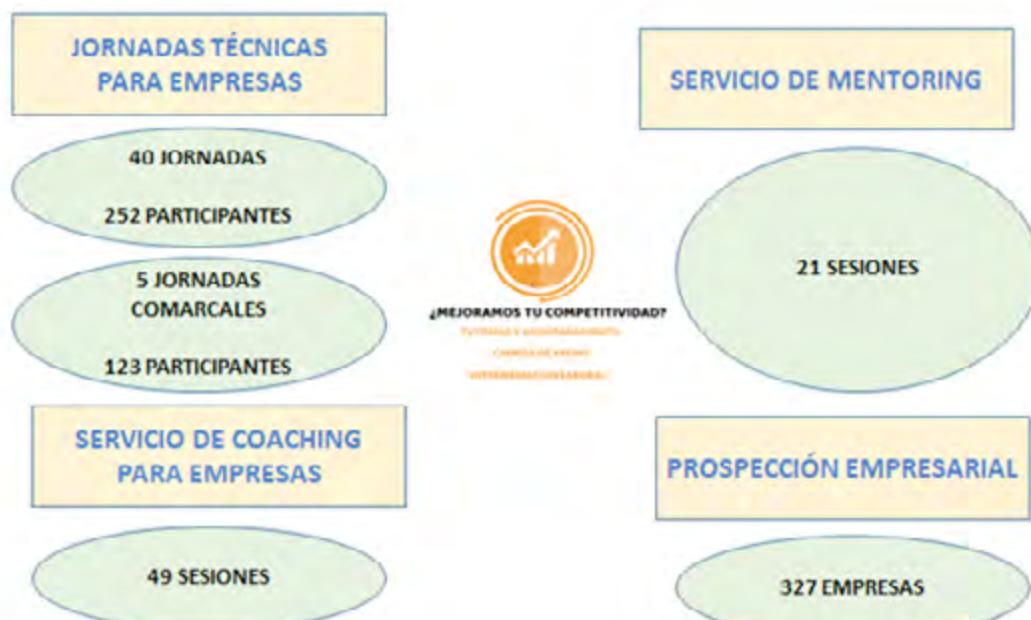 JORNADAS TÉCNICAS
PARA EMPRESAS
40 JORNADAS
252 PARTICIPANTES
5 JORNADAS
COMARCALES
123 PARTICIPANTES
SERVICIO DE COACHING
PARA EMPRESAS
49 SESIONES
¿MEJORAMOS TU COMPETITIVIDAD?
SERVICIO DE MENTORING
21 SESIONES
PROSPECCIÓN EMPRESARIAL
327 EMPRESAS